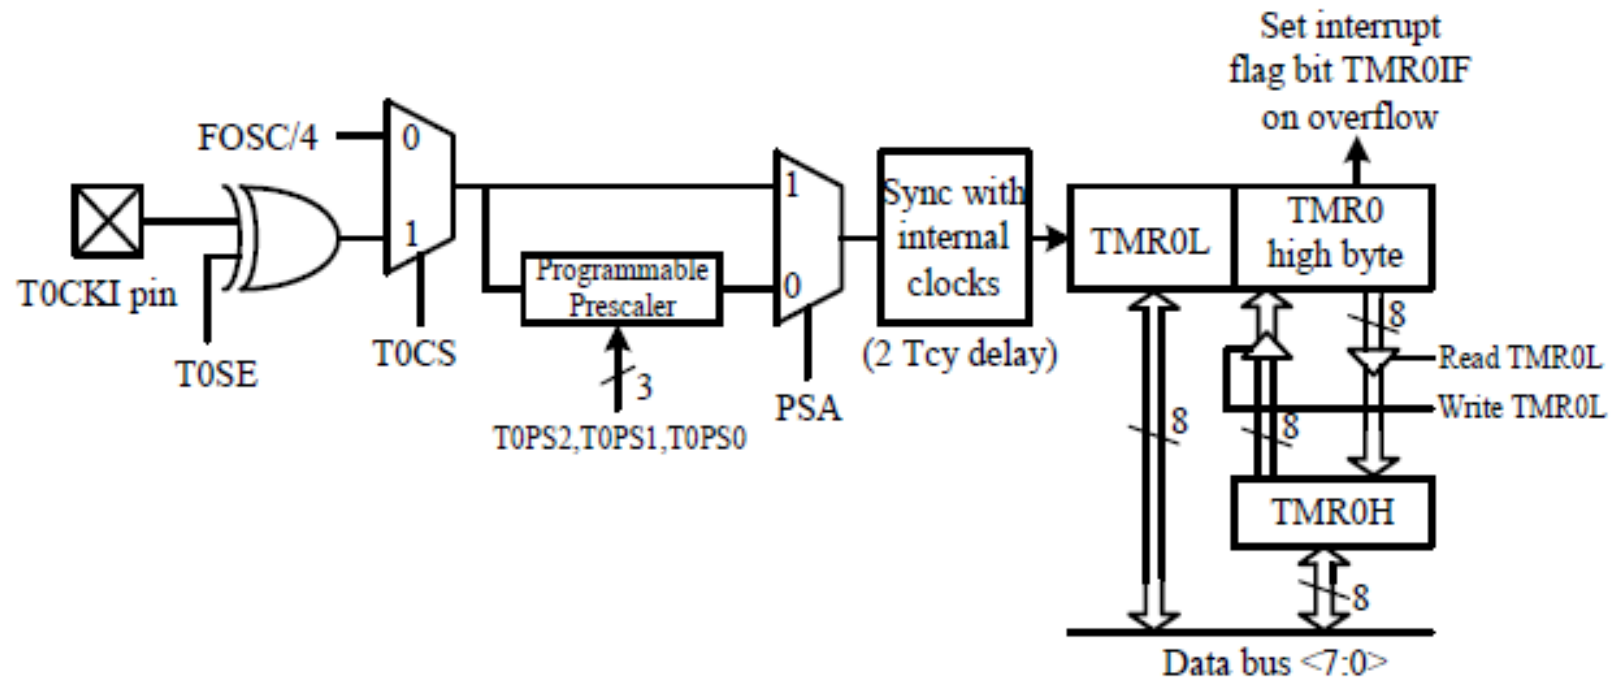 Set interrupt
flag bit TMR0IF
on overflow
FOSC/4
0
1
T0CKI pin
T0SE
T0CS
Programmable
Prescaler
3
T0PS2,T0PS1,T0PS0
1
0
PSA
Sync with
internal
clocks
(2 Tcy delay)
TMR0L
TMR0
high byte
8
Read TMR0L
Write TMR0L
8
8
TMR0H
8
Data bus <7:0>